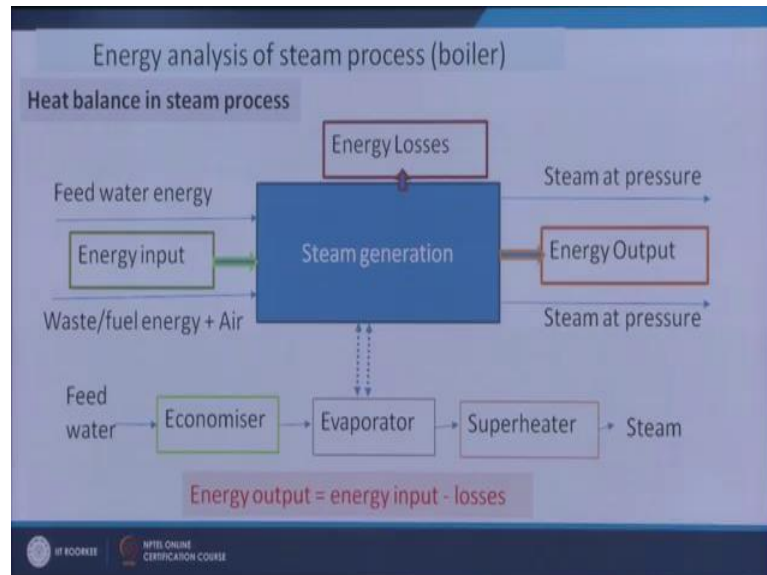 Energy analysis of steam process (boiler)
Heat balance in steam process
Energy Losses
Feed water energy
Steam at pressure
Energy input
Steam generation
Energy Output
Waste/fuel energy + Air
Steam at pressure
Feed
water
Economiser
Evaporator
Superheater
Steam
Energy output = energy input - losses
IIT ROORKEE
NPTEL ONLINE
CERTIFICATION COURSE